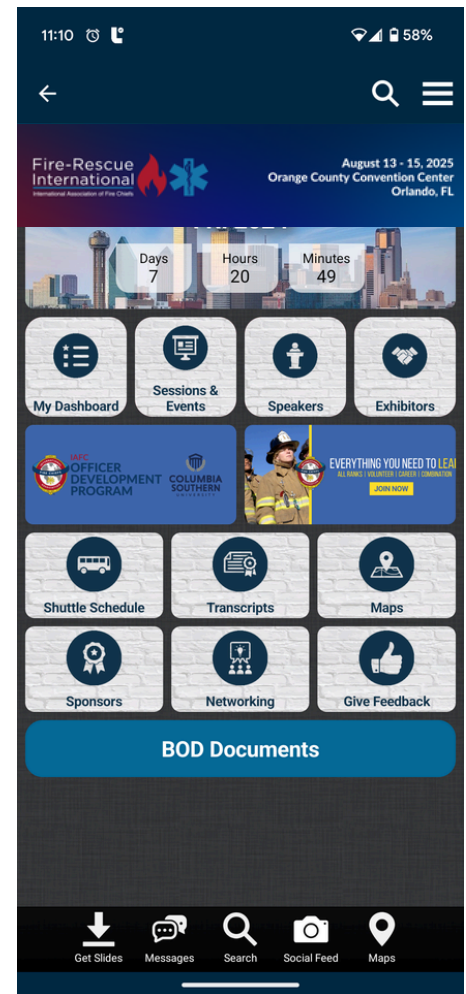 11:10
58%
Fire-Rescue
International
International Association of Fire Chiefs
August 13 - 15, 2025
Orange County Convention Center
Orlando, FL
Days
7
Hours
20
Minutes
49
My Dashboard
Sessions &
Events
Speakers
Exhibitors
IAFC
OFFICER
DEVELOPMENT
PROGRAM
COLUMBIA
SOUTHERN
UNIVERSITY
EVERYTHING YOU NEED TO LEA
ALL RANKS | VOLUNTEER | CAREER | COMBINATION
JOIN NOW
Shuttle Schedule
Transcripts
Maps
Sponsors
Networking
Give Feedback
BOD Documents
Get Slides
Messages
Search
Social Feed
Maps